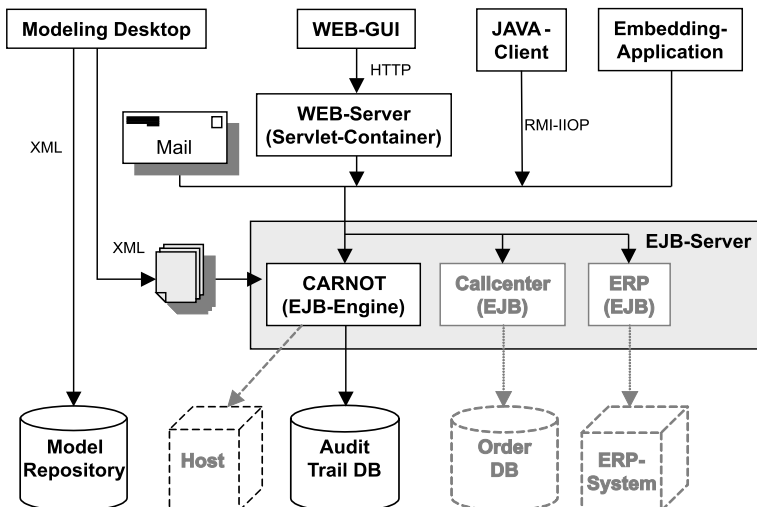 Modeling Desktop
WEB-GUI
JAVA -
Client
Embedding-
Application
HTTP
WEB-Server
(Servlet-Container)
RMI-IIOP
Mail
XML
XML
EJB-Server
CARNOT
(EJB-Engine)
Callcenter
(EJB)
ERP
(EJB)
Model
Repository
Host
Audit
Trail DB
Order
DB
ERP-
System